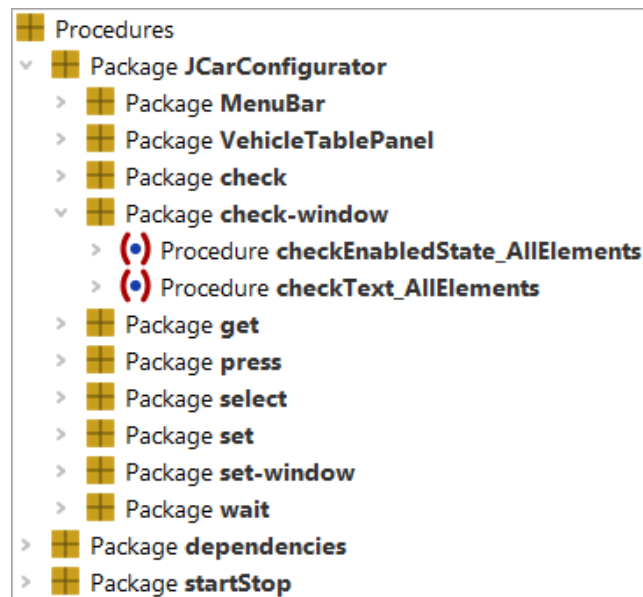 Procedures
Package JCarConfigurator
Package MenuBar
Package VehicleTablePanel
Package check
Package check-window
Procedure checkEnabledState_AllElements
Procedure checkText_AllElements
Package get
Package press
Package select
Package set
Package set-window
Package wait
Package dependencies
Package startStop